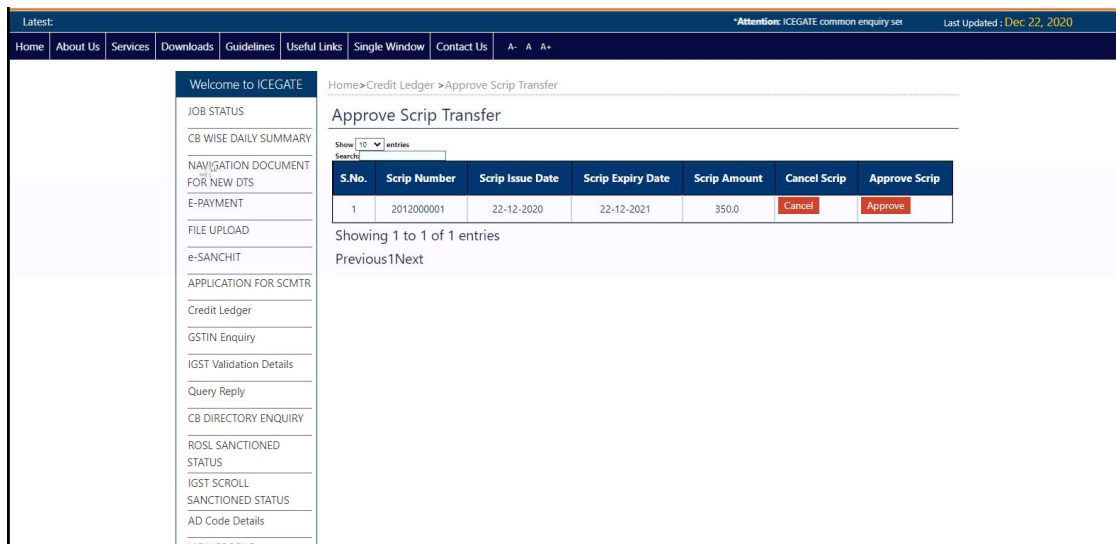 Latest:
*Attention: ICEGATE common enquiry ser
Last Updated : Dec 22, 2020
Home About Us Services Downloads Guidelines Useful Links Single Window Contact Us A- A A+
Welcome to ICEGATE
JOB STATUS
CB WISE DAILY SUMMARY
NAVIGATION DOCUMENT
FOR NEW DTS
E-PAYMENT
FILE UPLOAD
e-SANCHIT
APPLICATION FOR SCMTR
Credit Ledger
GSTIN Enquiry
IGST Validation Details
Query Reply
CB DIRECTORY ENQUIRY
ROSL SANCTIONED
STATUS
IGST SCROLL
SANCTIONED STATUS
AD Code Details
Home>Credit Ledger >Approve Scrip Transfer
Approve Scrip Transfer
Show 10 entries
Search:
S.No. Scrip Number Scrip Issue Date Scrip Expiry Date Scrip Amount Cancel Scrip Approve Scrip
1 2012000001 22-12-2020 22-12-2021 350.0 Cancel Approve
Showing 1 to 1 of 1 entries
Previous1Next